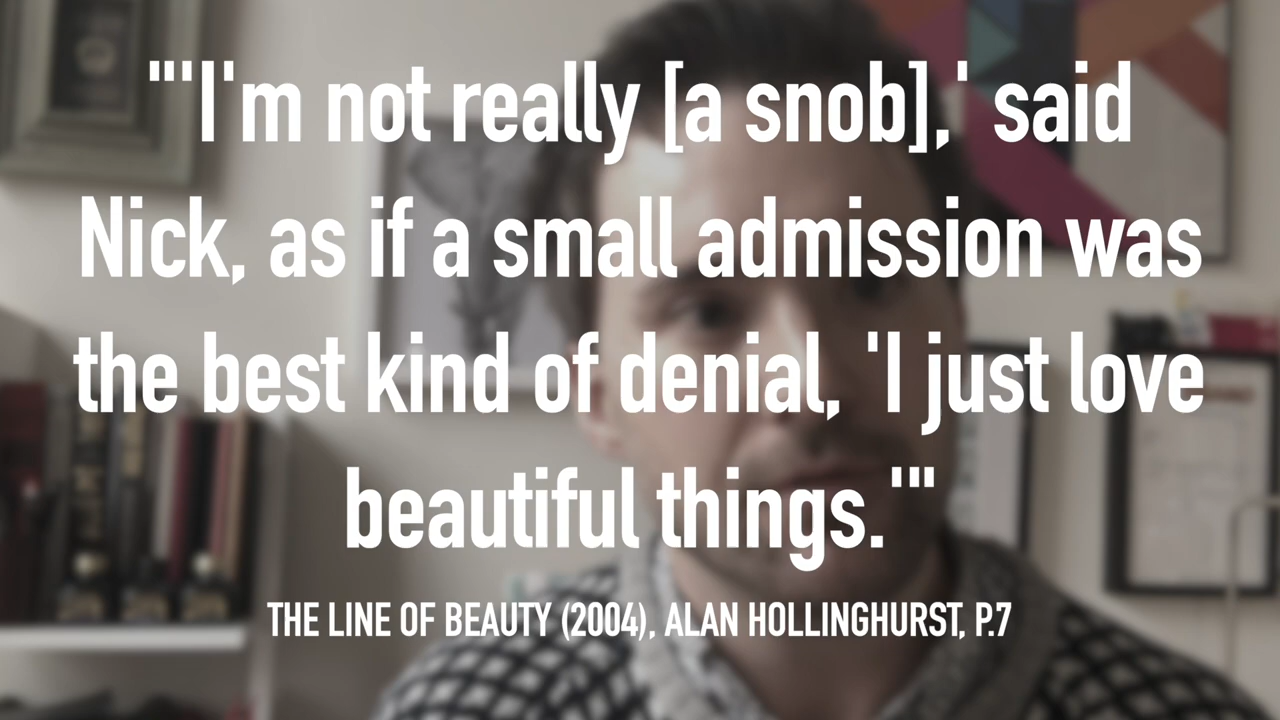 "'I'm not really [a snob],' said
Nick, as if a small admission was
the best kind of denial, 'I just love
beautiful things.'"
THE LINE OF BEAUTY (2004), ALAN HOLLINGHURST, P.7